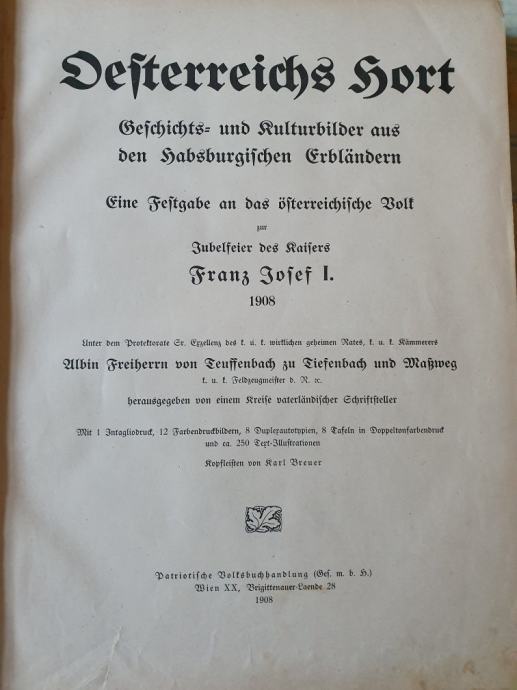 Oesterreichs Hort
Geschichts- und Kulturbilder aus
den Habsburgischen Erbländern
Eine Festgabe an das österreichische Volk
zur
Jubelfeier des Kaisers
Franz Josef I.
1908
Unter dem Protektorate Sr. Exzellenz des k. u. k. wirklichen geheimen Rates, k. u. k. Kämmerers
Albin Freiherrn von Teuffenbach zu Tiefenbach und Maßweg
k. u. k. Feldzeugmeister d. R. ꝛc.
herausgegeben von einem Kreise vaterländischer Schriftsteller
Mit 1 Intagliodruck, 12 Farbendruckbildern, 8 Duplexautotypien, 8 Tafeln in Doppeltonfarbendruck
und ca. 250 Text-Illustrationen
Kopfleisten von Karl Breuer
Patriotische Volksbuchhandlung (Ges. m. b. H.)
Wien XX, Brigittenauer-Laende 28
1908